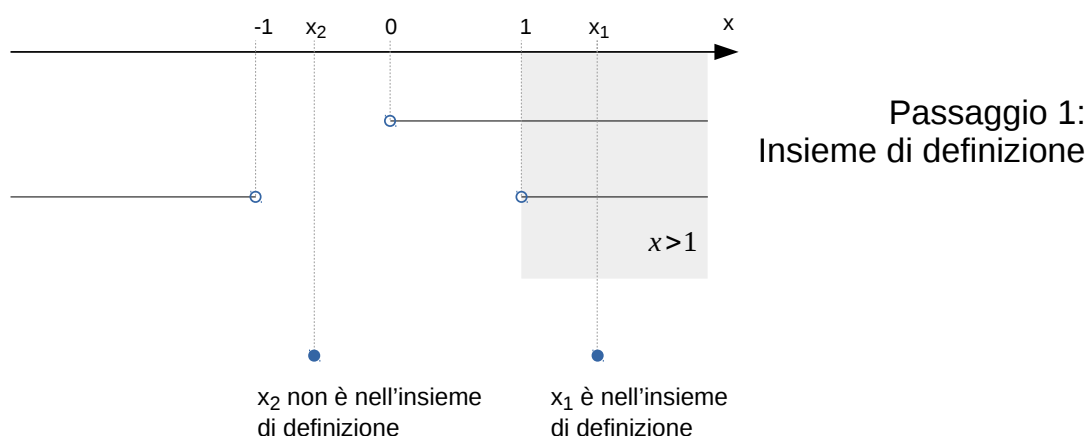 -1 x₂ 0 1 x₁ x
Passaggio 1:
Insieme di definizione
x>1
x₂ non è nell'insieme
di definizione
x₁ è nell'insieme
di definizione